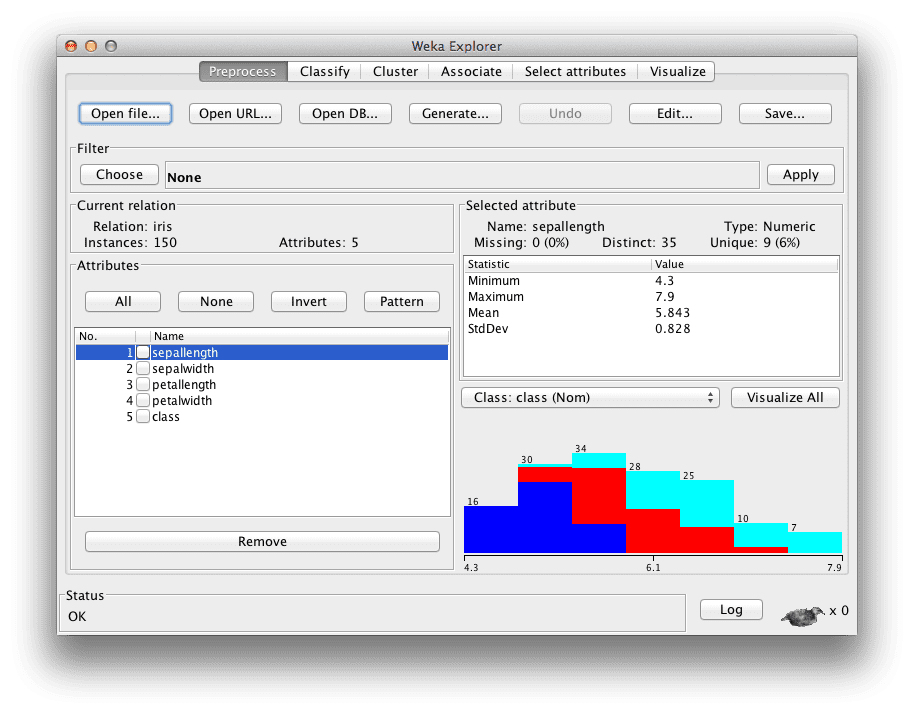 Weka Explorer
Preprocess Classify Cluster Associate Select attributes Visualize
Open file... Open URL... Open DB... Generate... Undo Edit... Save...
Filter
Choose None Apply
Current relation
Relation: iris
Instances: 150 Attributes: 5
Attributes
All None Invert Pattern
No. Name
1 sepallength
2 sepalwidth
3 petallength
4 petalwidth
5 class
Remove
Selected attribute
Name: sepallength Type: Numeric
Missing: 0 (0%) Distinct: 35 Unique: 9 (6%)
Statistic Value
Minimum 4.3
Maximum 7.9
Mean 5.843
StdDev 0.828
Class: class (Nom) Visualize All
16 30 34 28 25 10 7
4.3 6.1 7.9
Status
OK
Log x 0